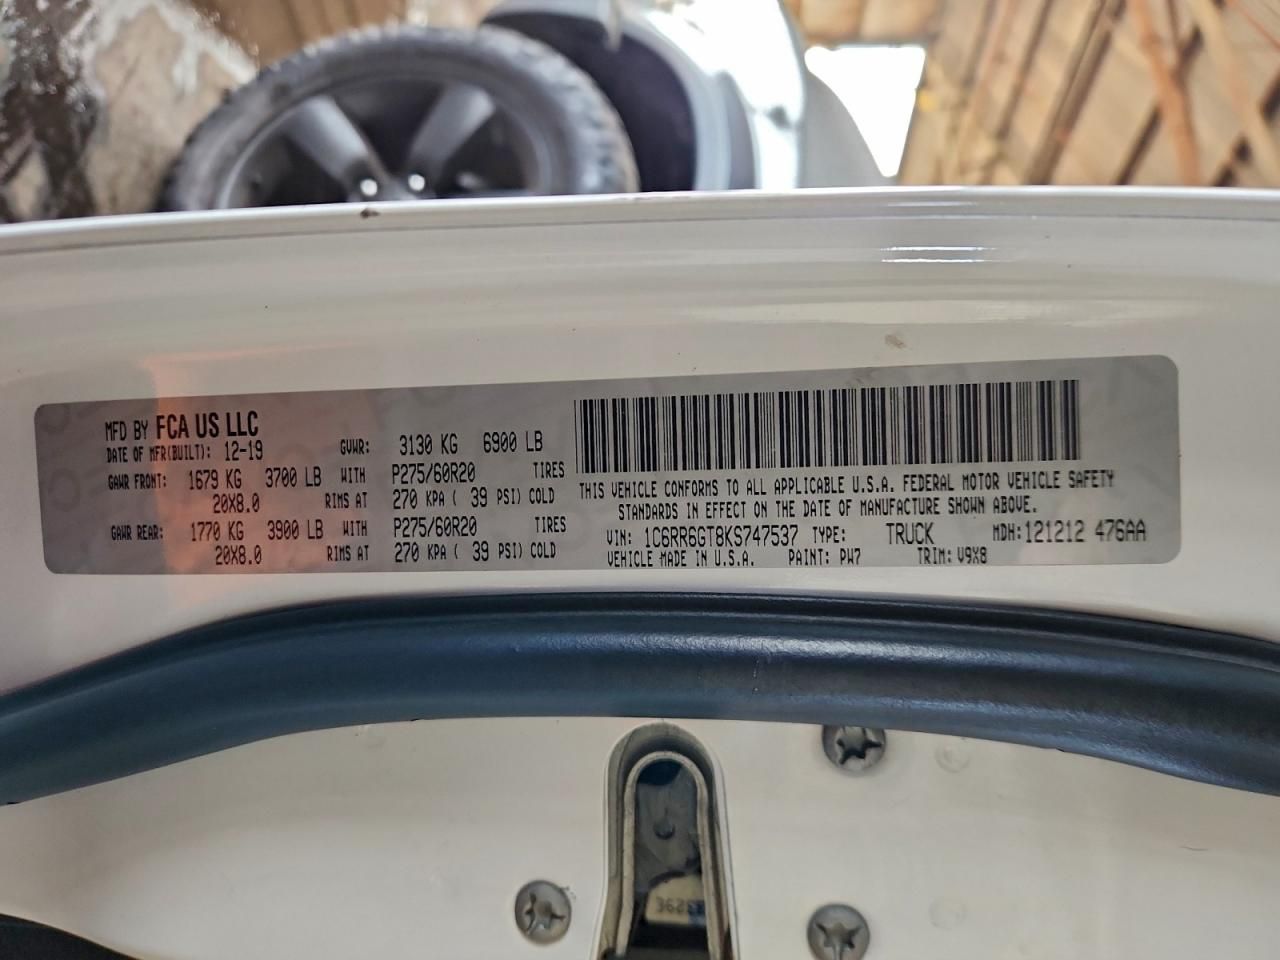 MFD BY FCA US LLC
DATE OF MFR(BUILT): 12-19 GVWR: 3130 KG 6900 LB
GAWR FRONT: 1679 KG 3700 LB WITH P275/60R20 TIRES
20X8.0 RIMS AT 270 KPA ( 39 PSI) COLD
GAWR REAR: 1770 KG 3900 LB WITH P275/60R20 TIRES
20X8.0 RIMS AT 270 KPA ( 39 PSI) COLD
THIS VEHICLE CONFORMS TO ALL APPLICABLE U.S.A. FEDERAL MOTOR VEHICLE SAFETY
STANDARDS IN EFFECT ON THE DATE OF MANUFACTURE SHOWN ABOVE.
VIN: 1C6RR6GT8KS747537 TYPE: TRUCK MDH: 121212 476AA
VEHICLE MADE IN U.S.A. PAINT: PW7 TRIM: V9X8